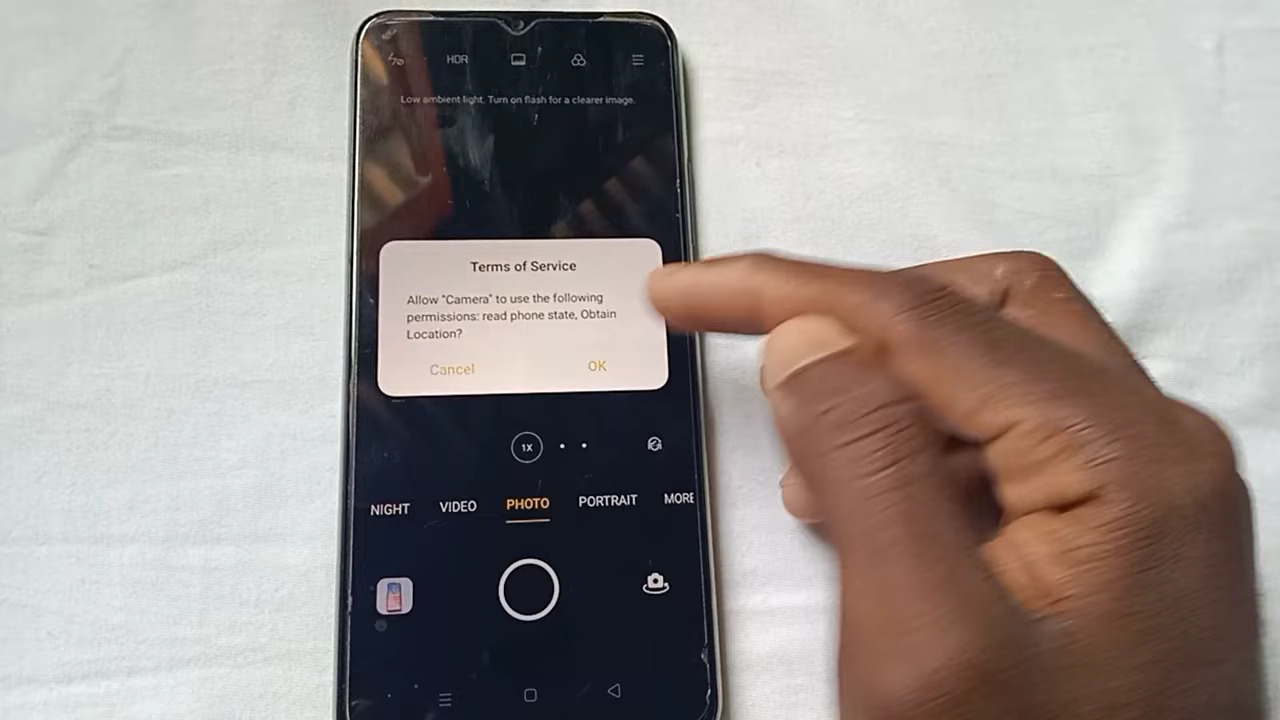 HDR
Low ambient light. Turn on flash for a clearer image.
Terms of Service
Allow "Camera" to use the following
permissions: read phone state, Obtain
Location?
Cancel OK
1X
NIGHT VIDEO PHOTO PORTRAIT MORE